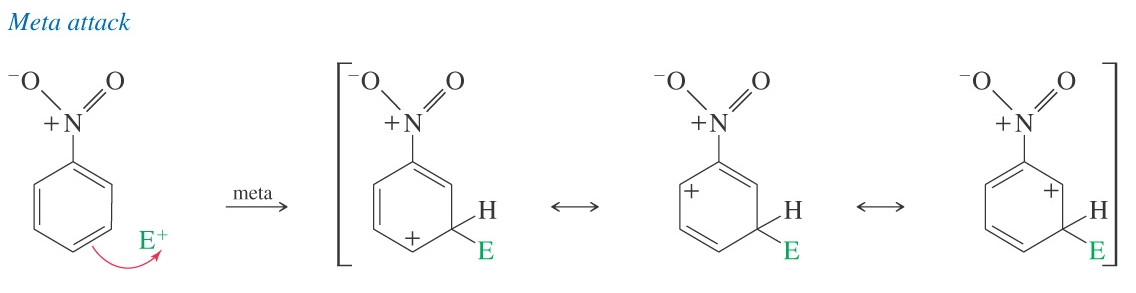 Meta attack
⁻O O ⁻O O ⁻O O ⁻O O
+N +N +N +N
meta + +
E⁺ + H H H
E E E